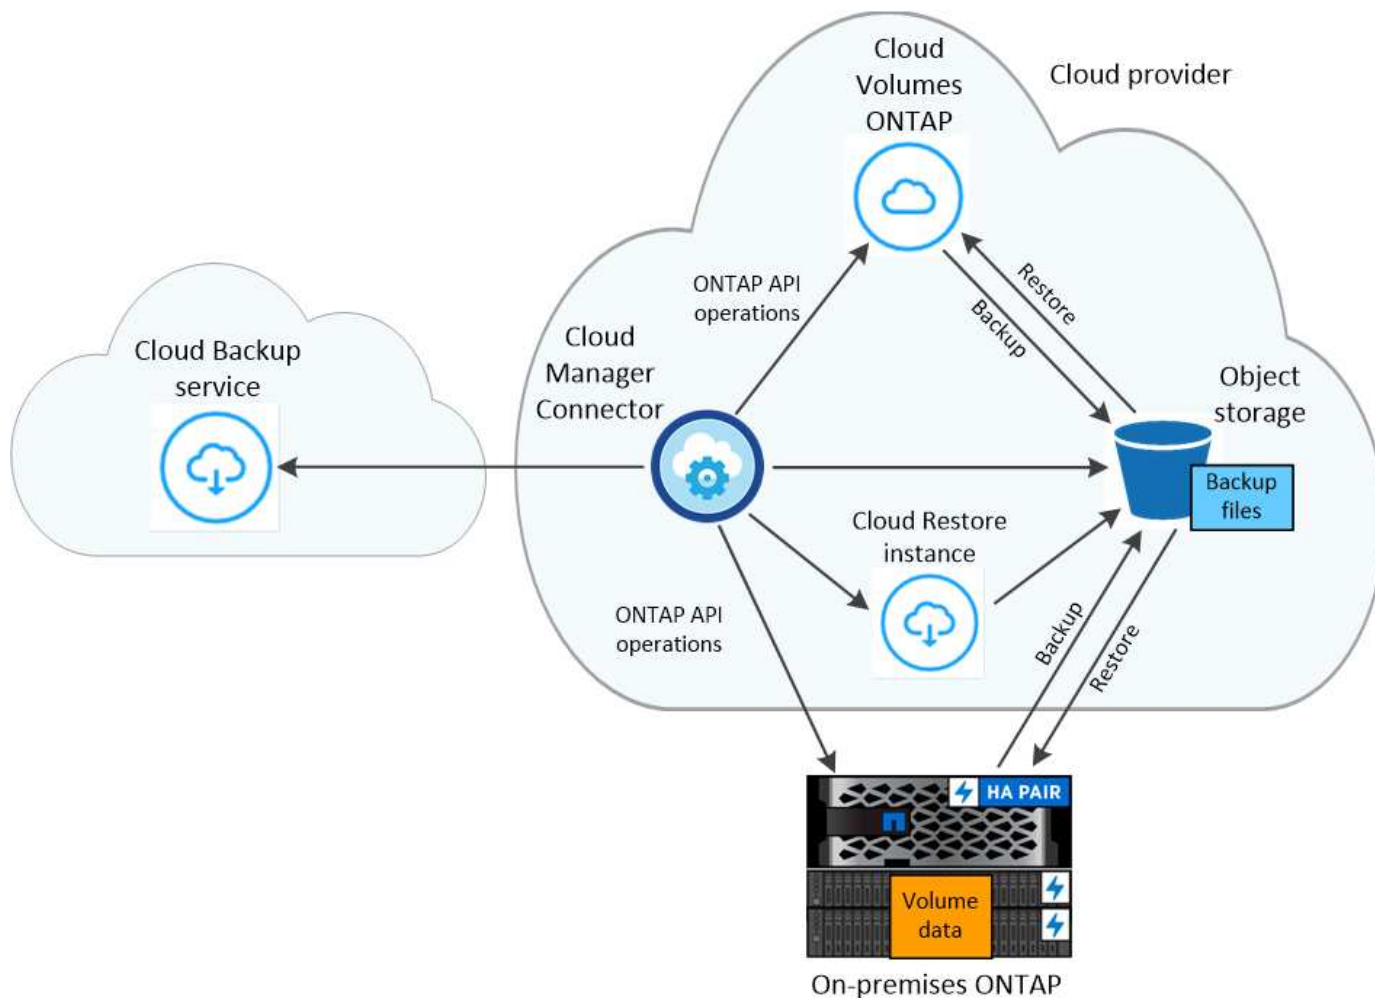 Cloud
Volumes
ONTAP
Cloud provider
ONTAP API
operations
Restore
Backup
Cloud Backup
service
Cloud
Manager
Connector
Object
storage
Backup
files
Cloud Restore
instance
ONTAP API
operations
Backup
Restore
HA PAIR
Volume
data
On-premises ONTAP